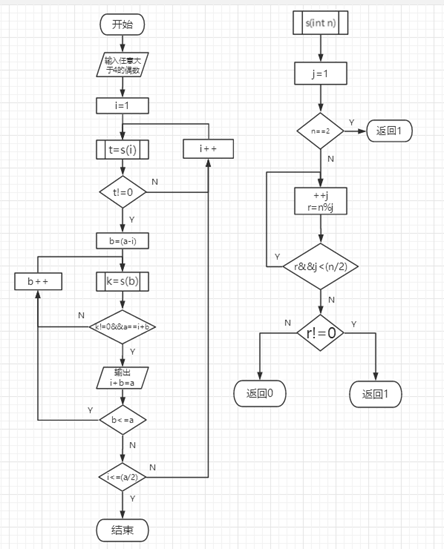 开始
输入任意大
于4的偶数
i=1
t=s(i)
i++
t!=0
N
Y
b=(a-i)
b++
k=s(b)
N
k!=0&&a==i+b
Y
输出
i+b=a
Y
b<=a
N
i<=(a/2)
N
Y
结束
s(int n)
j=1
n==2
Y
返回1
N
++j
r=n%j
Y
r&&j<(n/2)
N
N
r!=0
Y
返回0
返回1